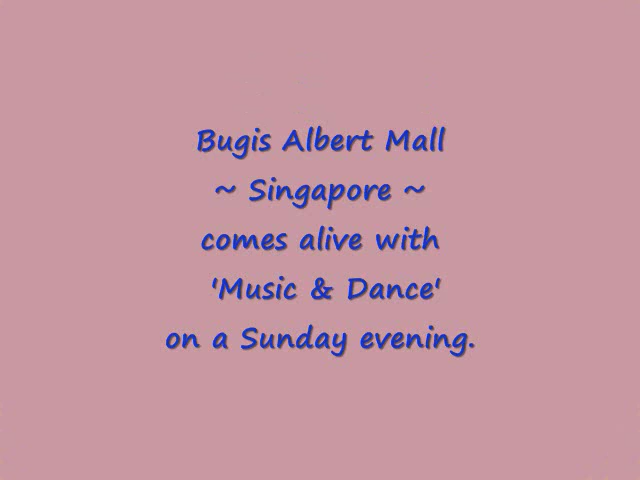 Bugis Albert Mall
~ Singapore ~
comes alive with
'Music & Dance'
on a Sunday evening.